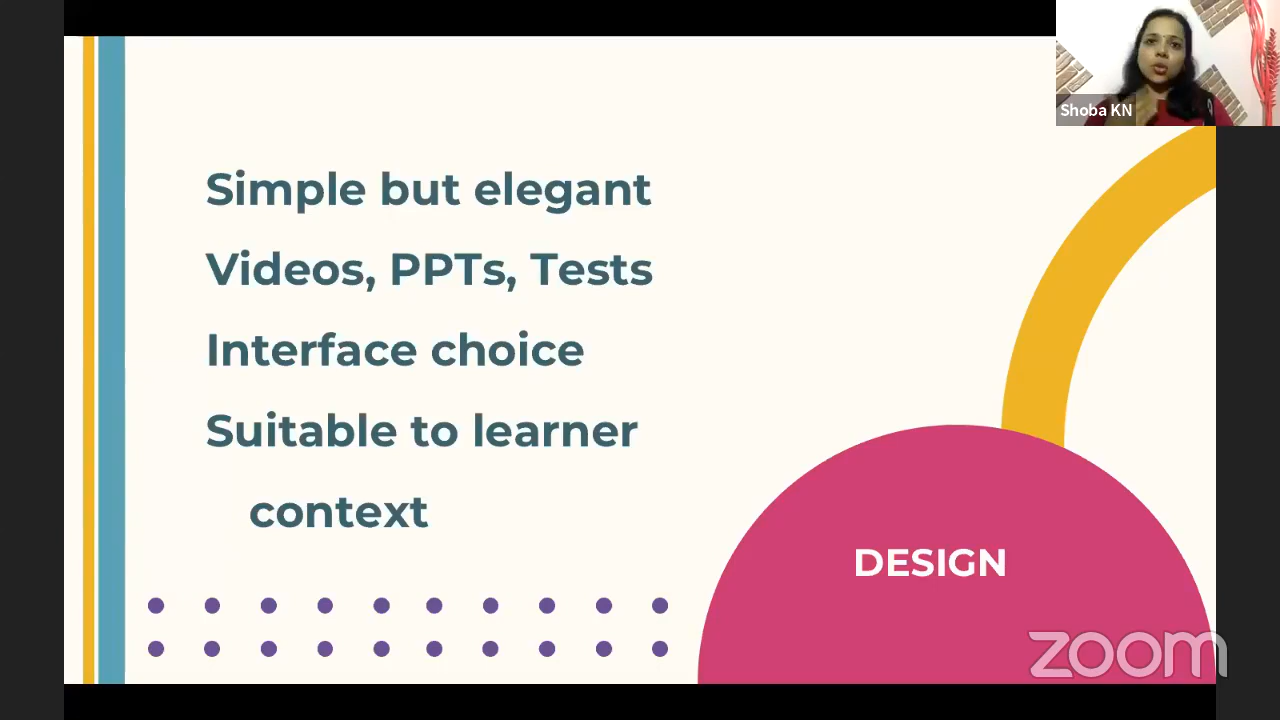 Shoba KN
Simple but elegant
Videos, PPTs, Tests
Interface choice
Suitable to learner
context
DESIGN
zoom